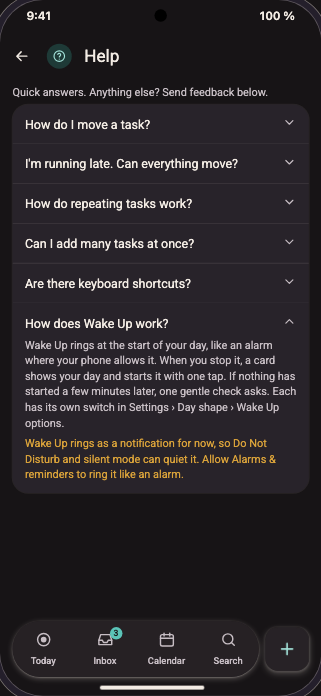 9:41
100 %
Help
Quick answers. Anything else? Send feedback below.
How do I move a task?
I'm running late. Can everything move?
How do repeating tasks work?
Can I add many tasks at once?
Are there keyboard shortcuts?
How does Wake Up work?
Wake Up rings at the start of your day, like an alarm
where your phone allows it. When you stop it, a card
shows your day and starts it with one tap. If nothing has
started a few minutes later, one gentle check asks. Each
has its own switch in Settings › Day shape › Wake Up
options.
Wake Up rings as a notification for now, so Do Not
Disturb and silent mode can quiet it. Allow Alarms &
reminders to ring it like an alarm.
3
Today
Inbox
Calendar
Search